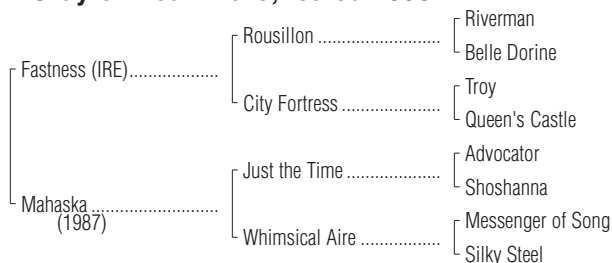 Riverman
Rousillon ........................
Belle Dorine
Fastness (IRE).................
Troy
City Fortress ...................
Queen's Castle
Advocator
Just the Time ..................
Shoshanna
Mahaska ........................
(1987)
Messenger of Song
Whimsical Aire ...............
Silky Steel